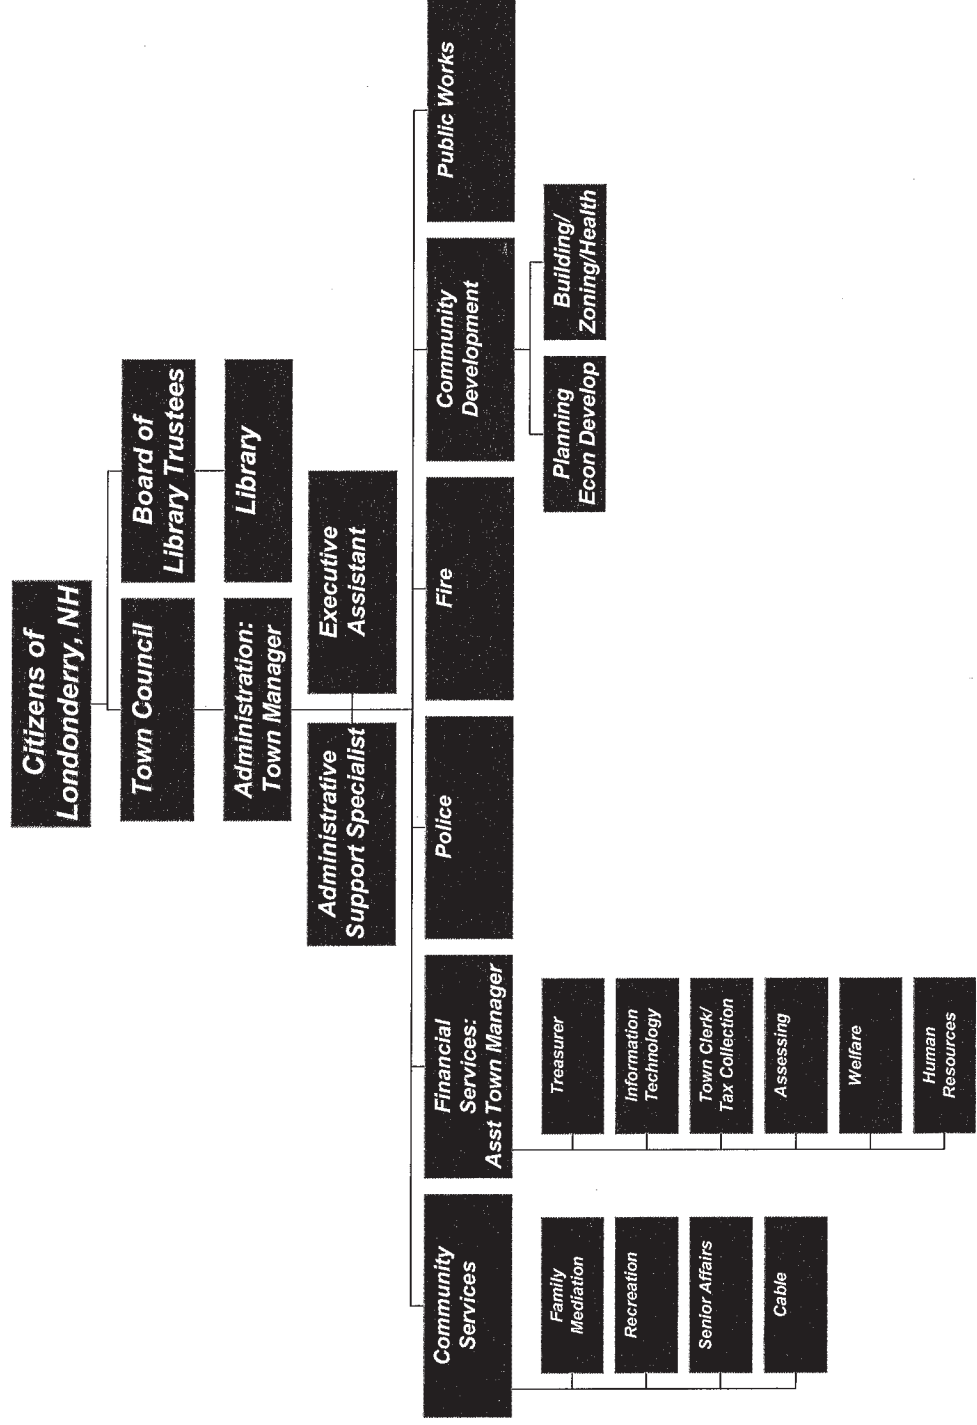 Citizens of
Londonderry, NH
Town Council
Board of
Library Trustees
Administration:
Town Manager
Library
Administrative
Support Specialist
Executive
Assistant
Community
Services
Financial
Services:
Asst Town Manager
Police
Fire
Community
Development
Public Works
Family
Mediation
Recreation
Senior Affairs
Cable
Treasurer
Information
Technology
Town Clerk/
Tax Collection
Assessing
Welfare
Human
Resources
Planning
Econ Develop
Building/
Zoning/Health